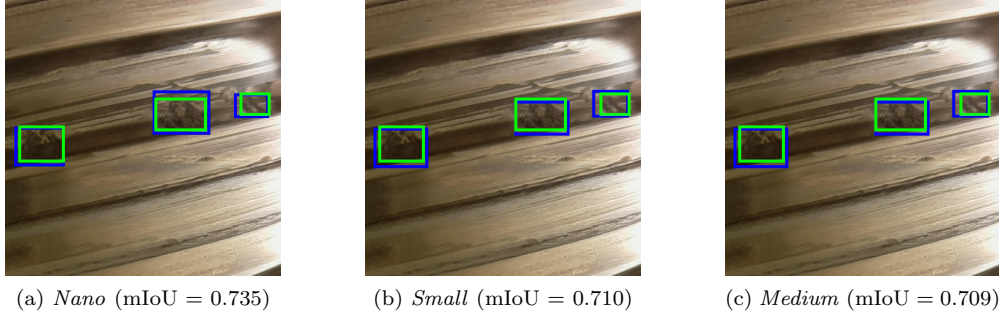 (a) Nano (mIoU = 0.735)
(b) Small (mIoU = 0.710)
(c) Medium (mIoU = 0.709)